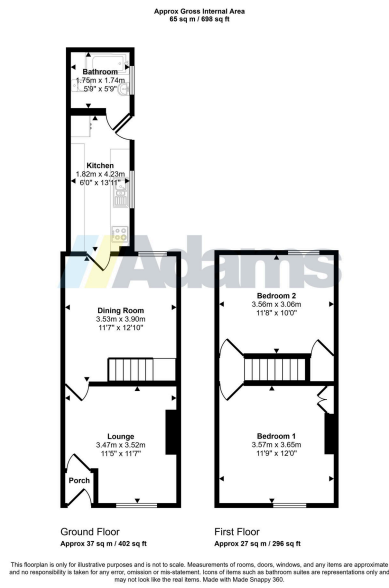 Approx Gross Internal Area
65 sq m / 698 sq ft
Bathroom
1.75m x 1.74m
5'9" x 5'9"
Kitchen
1.82m x 4.23m
6'0" x 13'11"
Adams
Dining Room
3.53m x 3.90m
11'7" x 12'10"
Bedroom 2
3.56m x 3.06m
11'8" x 10'0"
Lounge
3.47m x 3.52m
11'5" x 11'7"
Porch
Bedroom 1
3.57m x 3.65m
11'9" x 12'0"
Ground Floor
Approx 37 sq m / 402 sq ft
First Floor
Approx 27 sq m / 296 sq ft
This floorplan is only for illustrative purposes and is not to scale. Measurements of rooms, doors, windows, and any items are approximate
and no responsibility is taken for any error, omission or mis-statement. Icons of items such as bathroom suites are representations only and
may not look like the real items. Made with Made Snappy 360.